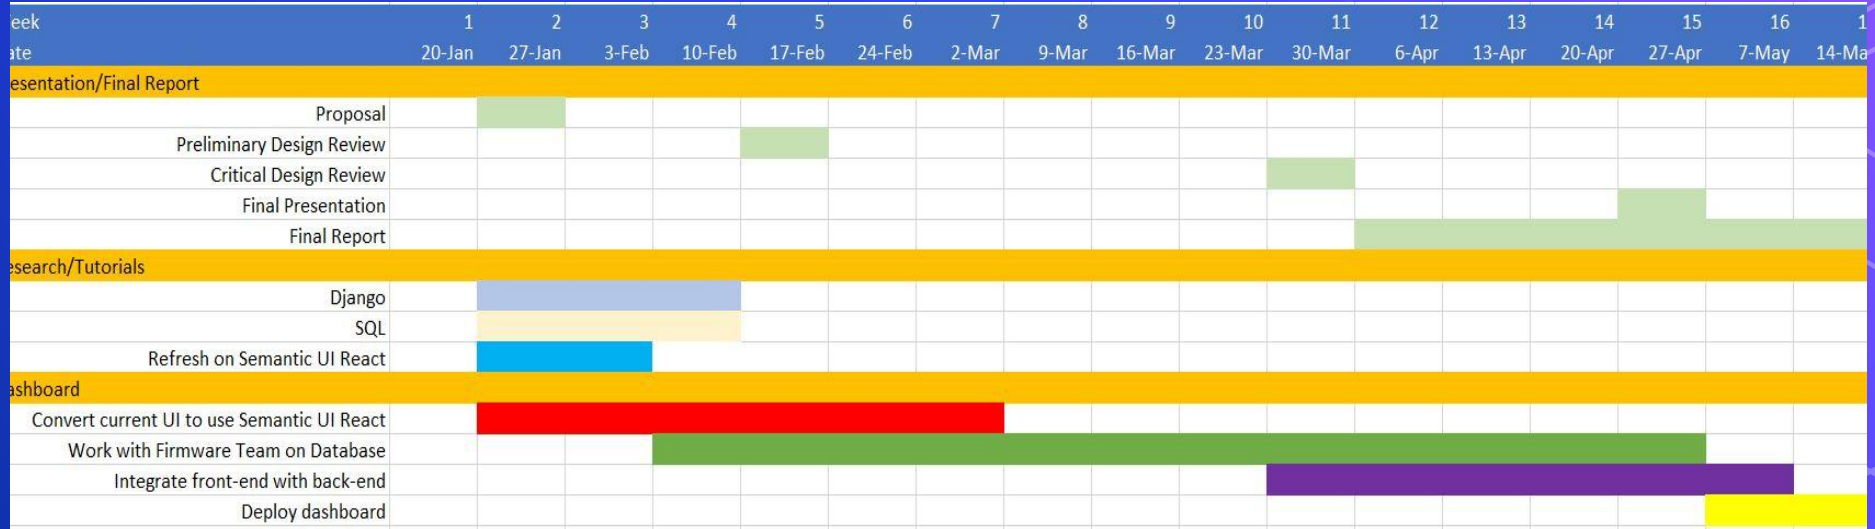 eek 1 2 3 4 5 6 7 8 9 10 11 12 13 14 15 16 1
ate 20-Jan 27-Jan 3-Feb 10-Feb 17-Feb 24-Feb 2-Mar 9-Mar 16-Mar 23-Mar 30-Mar 6-Apr 13-Apr 20-Apr 27-Apr 7-May 14-Ma
esentation/Final Report
Proposal
Preliminary Design Review
Critical Design Review
Final Presentation
Final Report
esearch/Tutorials
Django
SQL
Refresh on Semantic UI React
ashboard
Convert current UI to use Semantic UI React
Work with Firmware Team on Database
Integrate front-end with back-end
Deploy dashboard